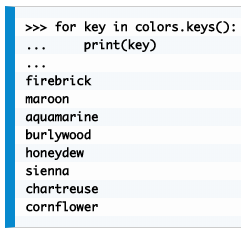 >>> for key in colors.keys():
...     print(key)
...
firebrick
maroon
aquamarine
burlywood
honeydew
sienna
chartreuse
cornflower